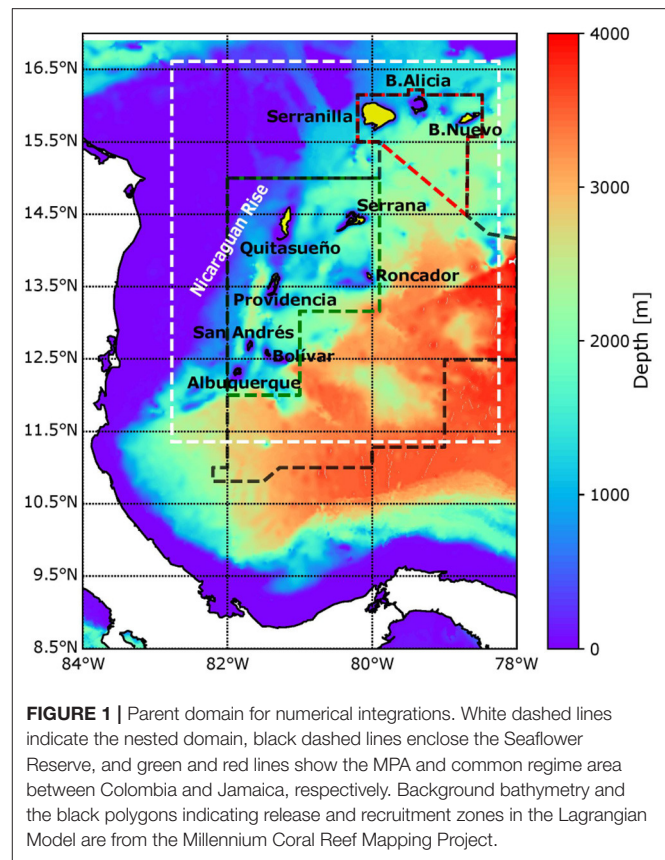 16.5°N
15.5°N
14.5°N
13.5°N
12.5°N
11.5°N
10.5°N
9.5°N
8.5°N
84°W
82°W
80°W
78°W
B.Alicia
Serranilla
B.Nuevo
Nicaraguan Rise
Serrana
Quitasueño
Roncador
Providencia
San Andrés
Bolívar
Albuquerque
4000
3000
2000
1000
0
Depth [m]
FIGURE 1 | Parent domain for numerical integrations. White dashed lines
indicate the nested domain, black dashed lines enclose the Seaflower
Reserve, and green and red lines show the MPA and common regime area
between Colombia and Jamaica, respectively. Background bathymetry and
the black polygons indicating release and recruitment zones in the Lagrangian
Model are from the Millennium Coral Reef Mapping Project.